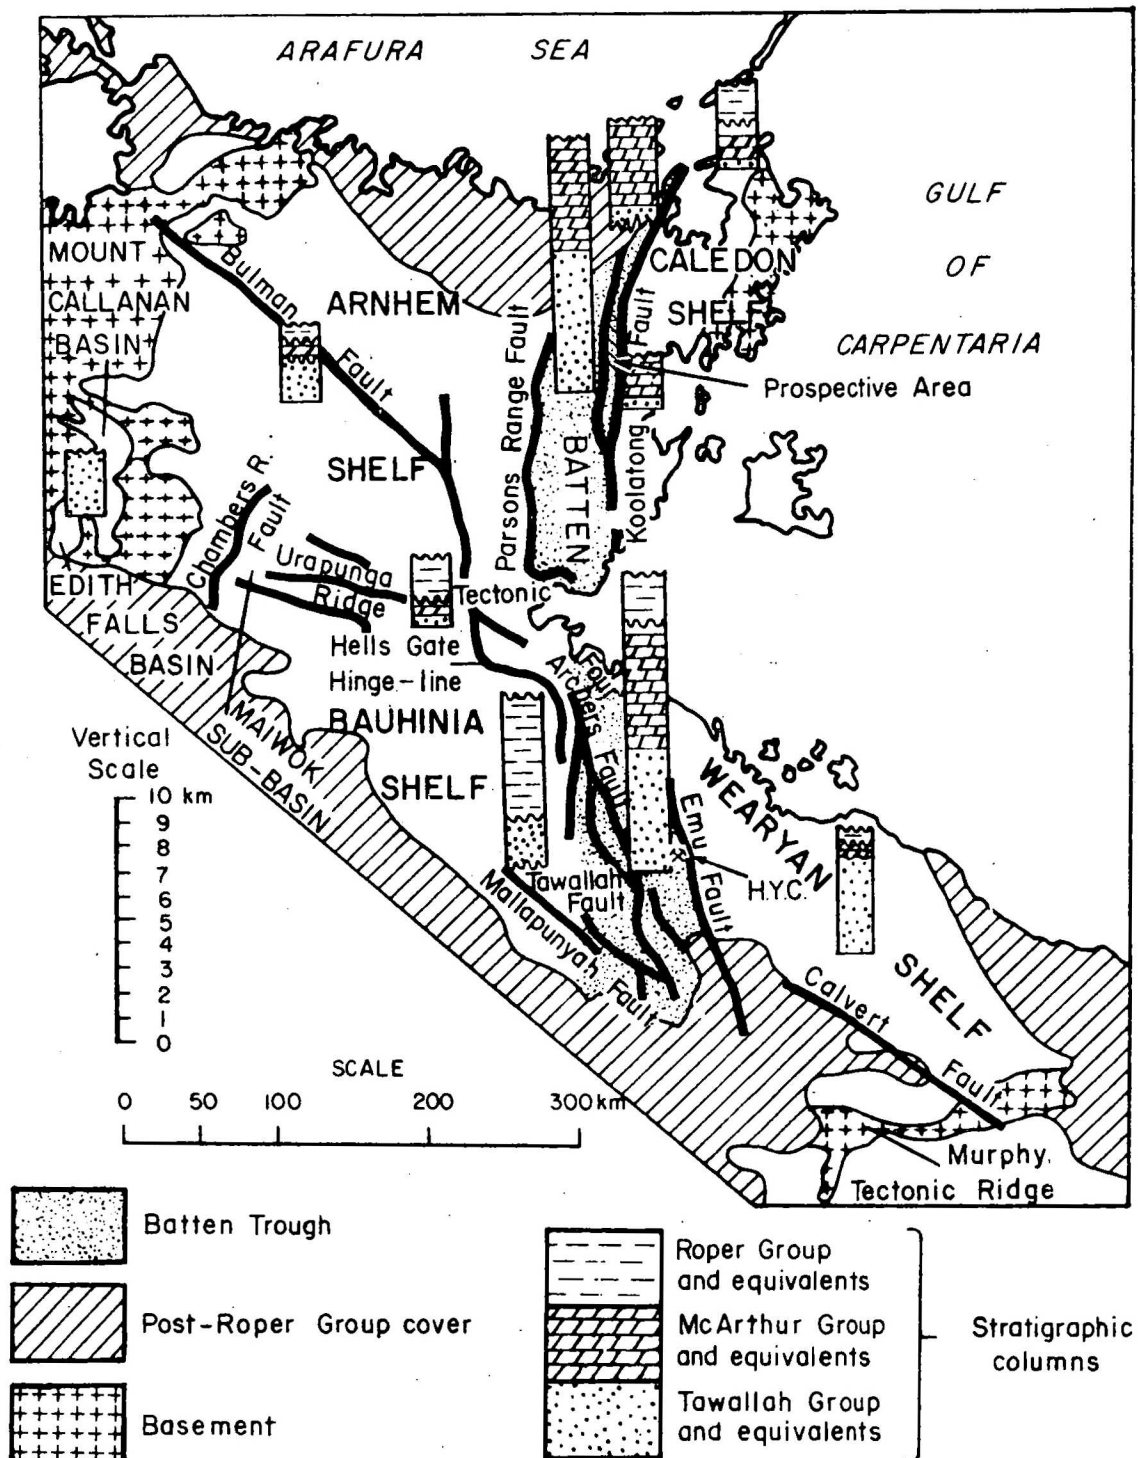 ARAFURA SEA
GULF
OF
CARPENTARIA
MOUNT
CALLANAN
BASIN
Bulman
Fault
ARNHEM
SHELF
CALEDON
SHELF
Prospective Area
Parsons Range Fault
BATTEN
Koolatong
Fault
Chambers R.
Fault
Urapunga
Ridge
Tectonic
EDITH
FALLS
BASIN
Hells Gate
Hinge-line
BAUHINIA
SHELF
MAIWOK
SUB-BASIN
Archers
Fault
Four
Tawallah
Fault
Mallapunyah
Fault
Emu
Fault
H.Y.C.
WEARYAN
SHELF
Calvert
Fault
Murphy
Tectonic Ridge
Vertical
Scale
10 km
9
8
7
6
5
4
3
2
1
0
SCALE
0 50 100 200 300 km
Batten Trough
Post-Roper Group cover
Basement
Roper Group
and equivalents
McArthur Group
and equivalents
Tawallah Group
and equivalents
Stratigraphic
columns